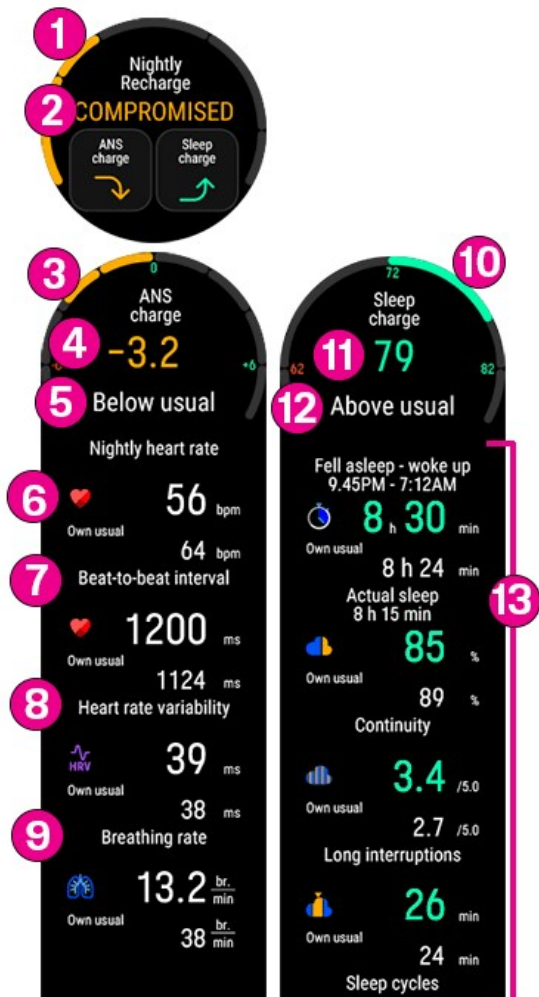 1
Nightly
Recharge
2
COMPROMISED
ANS
charge
Sleep
charge
3
0
ANS
charge
4
-3.2
+6
5
Below usual
Nightly heart rate
6
56 bpm
Own usual
64 bpm
7
Beat-to-beat interval
1200 ms
Own usual
1124 ms
8
Heart rate variability
HRV
39 ms
Own usual
38 ms
9
Breathing rate
13.2 br. min
Own usual
38 br. min
10
72
Sleep
charge
11
79
62
82
12
Above usual
13
Fell asleep - woke up
9.45PM - 7:12AM
8 h 30 min
Own usual
8 h 24 min
Actual sleep
8 h 15 min
85 %
Own usual
89 %
Continuity
3.4 /5.0
Own usual
2.7 /5.0
Long interruptions
26 min
Own usual
24 min
Sleep cycles